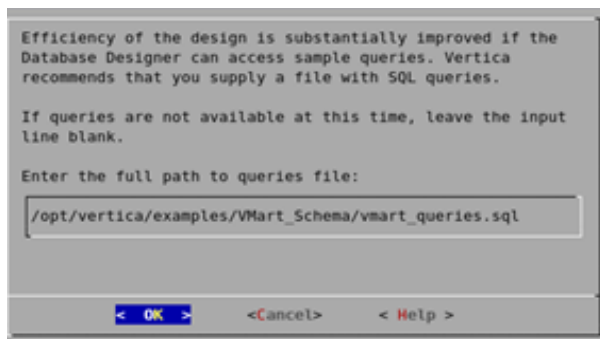 Efficiency of the design is substantially improved if the
Database Designer can access sample queries. Vertica
recommends that you supply a file with SQL queries.
If queries are not available at this time, leave the input
line blank.
Enter the full path to queries file:
/opt/vertica/examples/VMart_Schema/vmart_queries.sql
< OK > <Cancel> < Help >